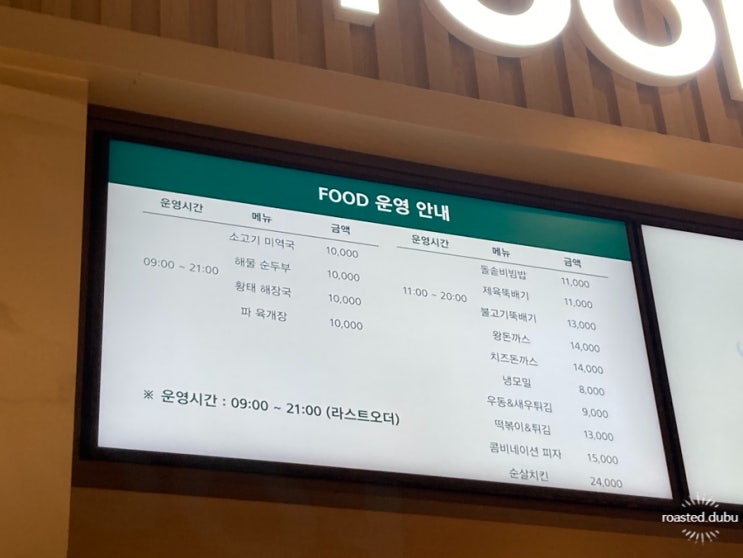 FOOD
FOOD 운영 안내
운영시간 메뉴 금액
09:00 ~ 21:00
소고기 미역국 10,000
해물 순두부 10,000
황태 해장국 10,000
파 육개장 10,000
운영시간 메뉴 금액
11:00 ~ 20:00
돌솥비빔밥 11,000
제육뚝배기 11,000
불고기뚝배기 13,000
왕돈까스 14,000
치즈돈까스 14,000
냉모밀 8,000
우동&새우튀김 9,000
떡볶이&튀김 13,000
콤비네이션 피자 15,000
순살치킨 24,000
※ 운영시간 : 09:00 ~ 21:00 (라스트오더)
roasted.dubu